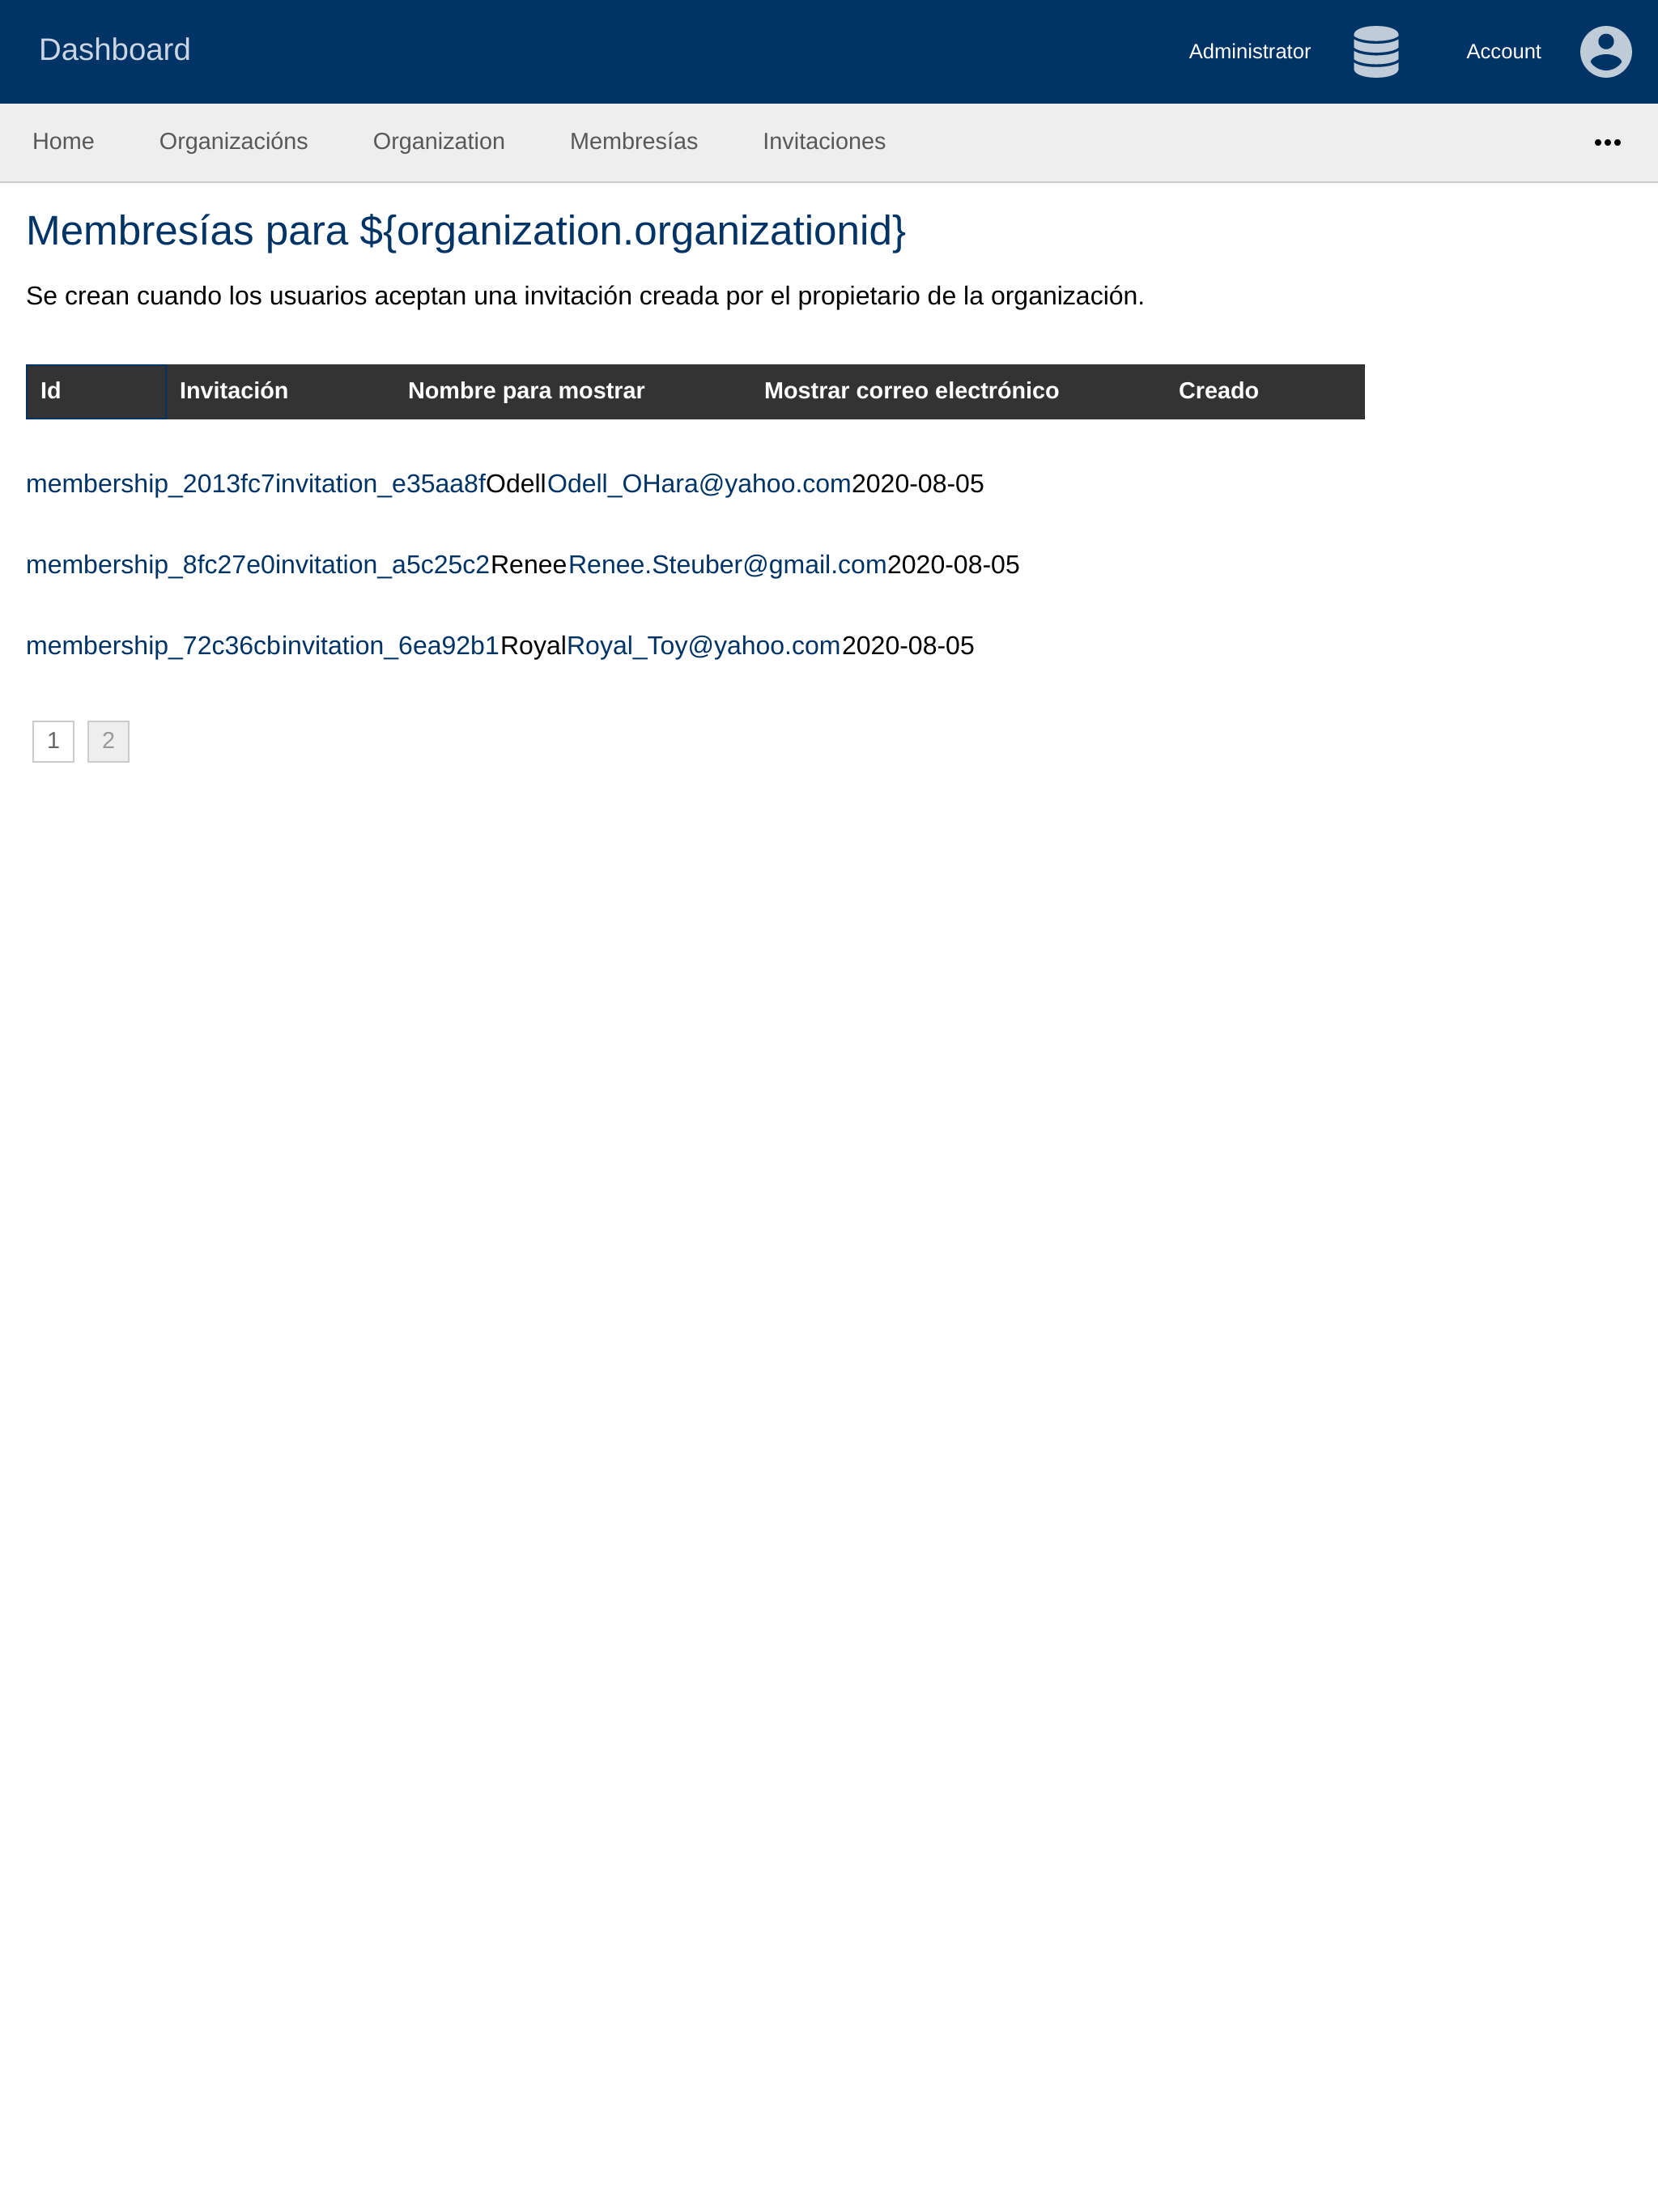 Dashboard Administrator Account
Home Organizacións Organization Membresías Invitaciones •••
Membresías para ${organization.organizationid}
Se crean cuando los usuarios aceptan una invitación creada por el propietario de la organización.
Id Invitación Nombre para mostrar Mostrar correo electrónico Creado
membership_2013fc7invitation_e35aa8fOdellOdell_OHara@yahoo.com2020-08-05
membership_8fc27e0invitation_a5c25c2ReneeRenee.Steuber@gmail.com2020-08-05
membership_72c36cbinvitation_6ea92b1RoyalRoyal_Toy@yahoo.com2020-08-05
1 2